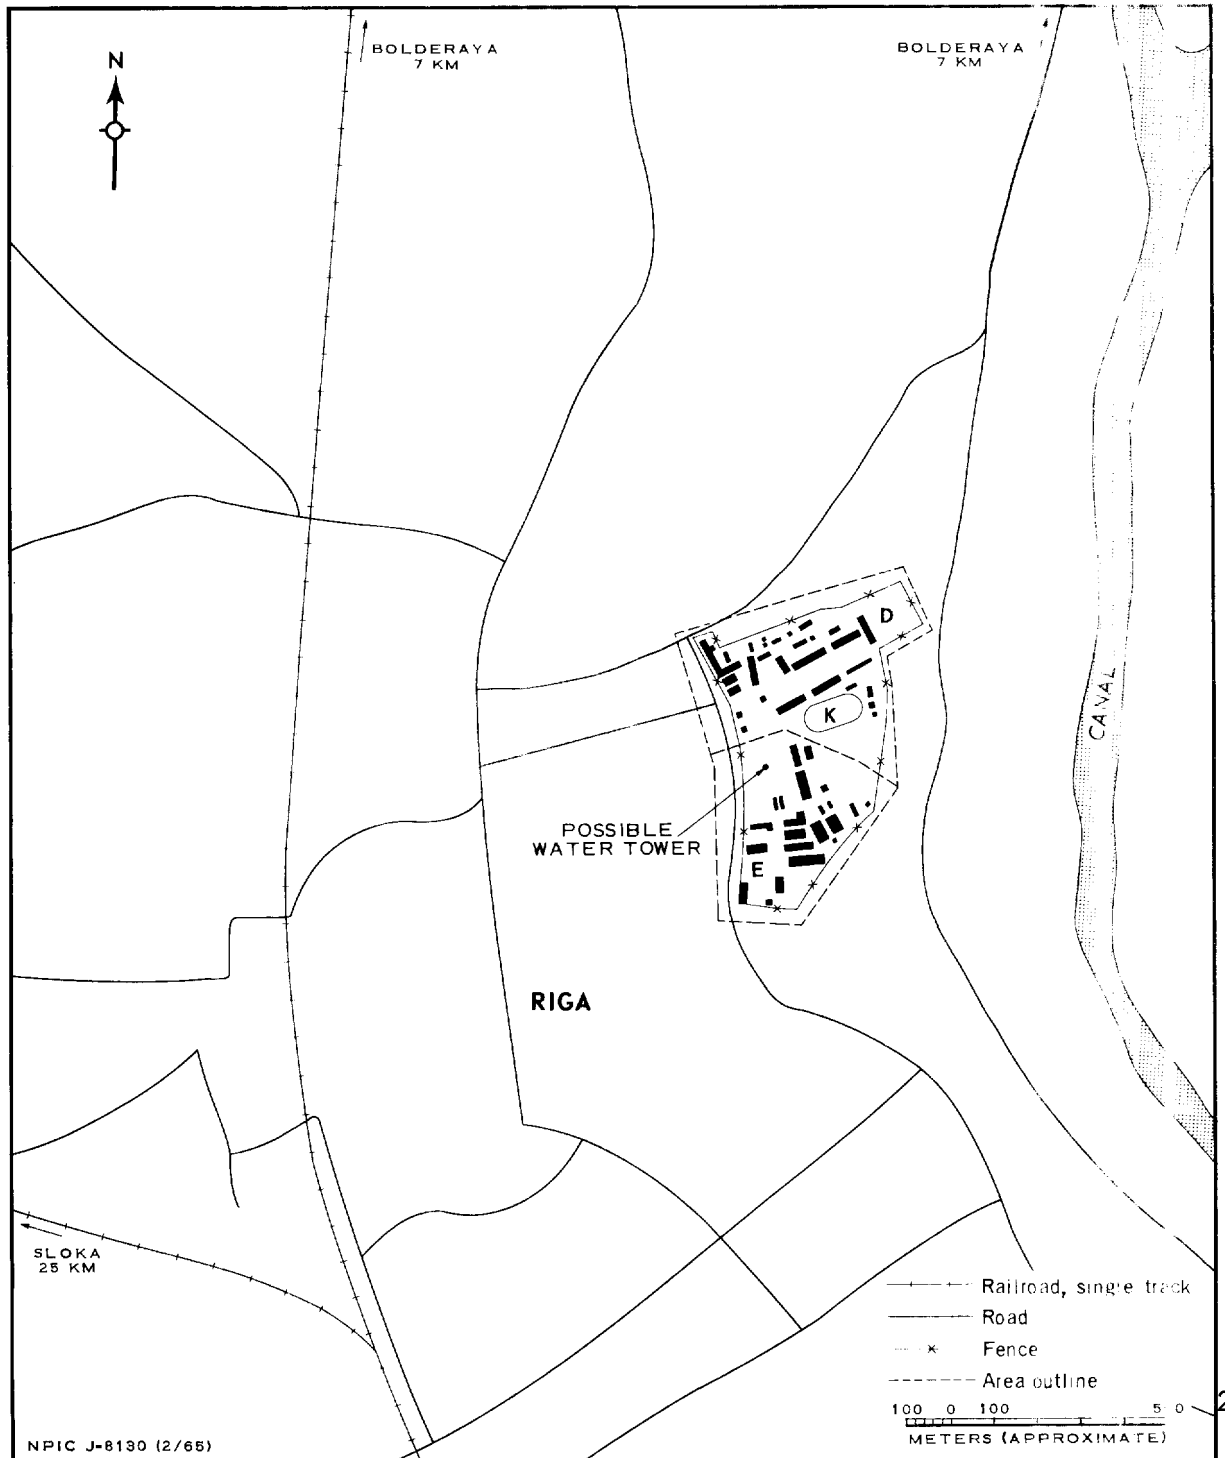 N
BOLDERAYA
7 KM
BOLDERAYA
7 KM
D
K
CANAL
POSSIBLE
WATER TOWER
E
RIGA
SLOKA
25 KM
Railroad, single track
Road
Fence
Area outline
100 0 100
METERS (APPROXIMATE)
NPIC J-8130 (2/65)
2